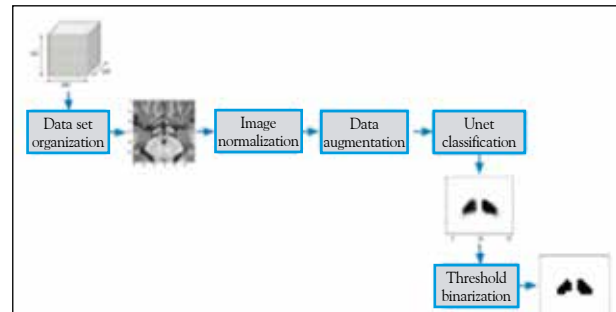 Data set
organization
Image
normalization
Data
augmentation
Unet
classification
Threshold
binarization